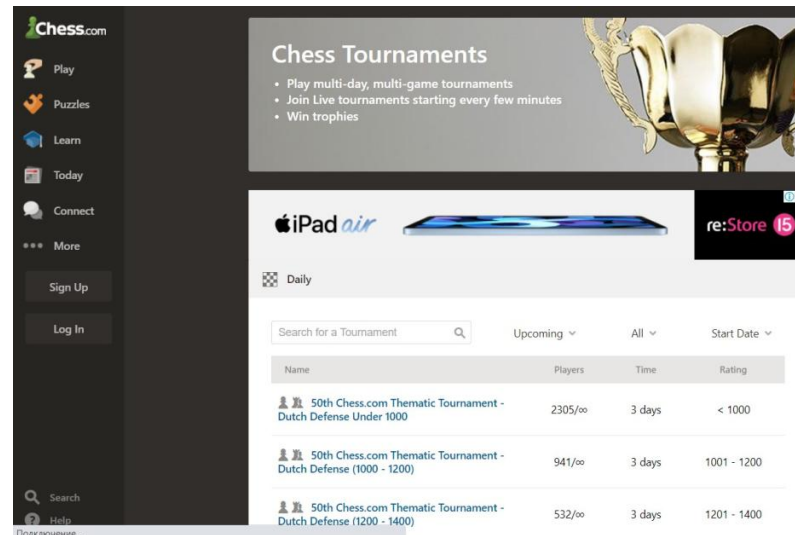 Chess.com
Play
Puzzles
Learn
Today
Connect
More
Sign Up
Log In
Search
Help
Подключение
Chess Tournaments
• Play multi-day, multi-game tournaments
• Join Live tournaments starting every few minutes
• Win trophies
iPad air
re:Store 15
Daily
Search for a Tournament Upcoming All Start Date
Name Players Time Rating
50th Chess.com Thematic Tournament -
Dutch Defense Under 1000 2305/∞ 3 days < 1000
50th Chess.com Thematic Tournament -
Dutch Defense (1000 - 1200) 941/∞ 3 days 1001 - 1200
50th Chess.com Thematic Tournament -
Dutch Defense (1200 - 1400) 532/∞ 3 days 1201 - 1400